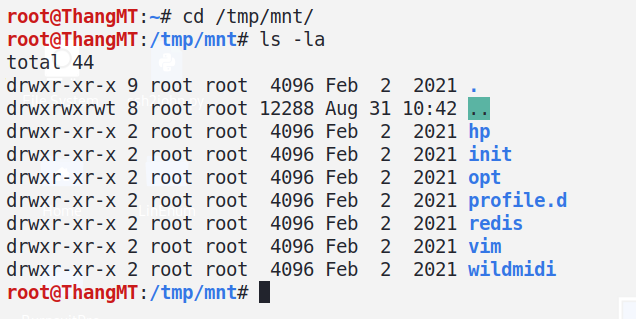 root@ThangMT:~# cd /tmp/mnt/
root@ThangMT:/tmp/mnt# ls -la
total 44
drwxr-xr-x 9 root root  4096 Feb  2  2021 .
drwxrwxrwt 8 root root 12288 Aug 31 10:42 ..
drwxr-xr-x 2 root root  4096 Feb  2  2021 hp
drwxr-xr-x 2 root root  4096 Feb  2  2021 init
drwxr-xr-x 2 root root  4096 Feb  2  2021 opt
drwxr-xr-x 2 root root  4096 Feb  2  2021 profile.d
drwxr-xr-x 2 root root  4096 Feb  2  2021 redis
drwxr-xr-x 2 root root  4096 Feb  2  2021 vim
drwxr-xr-x 2 root root  4096 Feb  2  2021 wildmidi
root@ThangMT:/tmp/mnt#